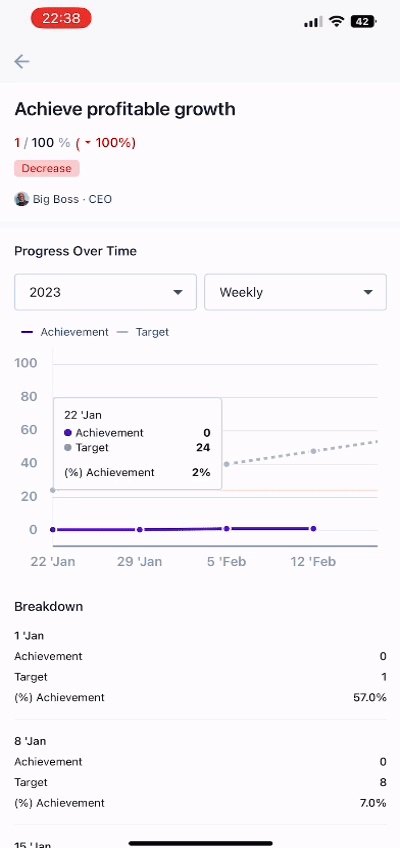 22:38
42
Achieve profitable growth
1 / 100 % ( 100%)
Decrease
Big Boss · CEO
Progress Over Time
2023
Weekly
Achievement
Target
100
80
60
40
20
0
22 'Jan
Achievement 0
Target 24
(%) Achievement 2%
22 'Jan 29 'Jan 5 'Feb 12 'Feb
Breakdown
1 'Jan
Achievement 0
Target 1
(%) Achievement 57.0%
8 'Jan
Achievement 0
Target 8
(%) Achievement 7.0%
15 'Jan